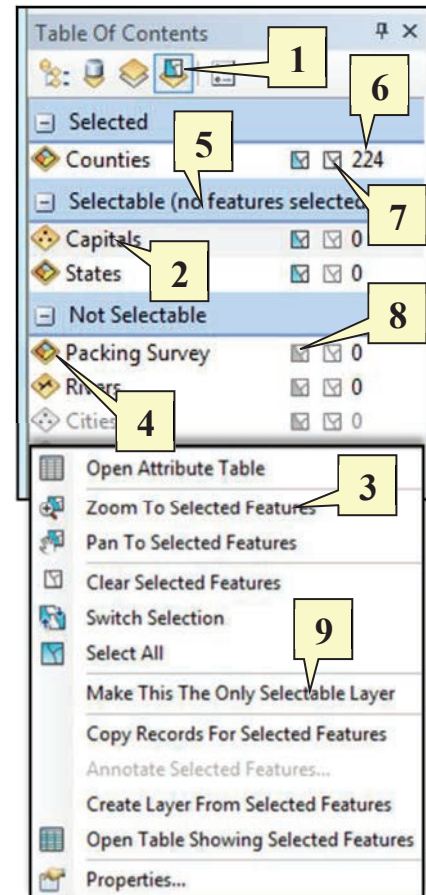 Table Of Contents
1
Selected
6
Counties 224
5
7
Selectable (no features selected
Capitals 0
2
States 0
Not Selectable
8
Packing Survey 0
Rivers 0
4
Cities 0
Open Attribute Table
Zoom To Selected Features
3
Pan To Selected Features
Clear Selected Features
Switch Selection
9
Select All
Make This The Only Selectable Layer
Copy Records For Selected Features
Annotate Selected Features...
Create Layer From Selected Features
Open Table Showing Selected Features
Properties...